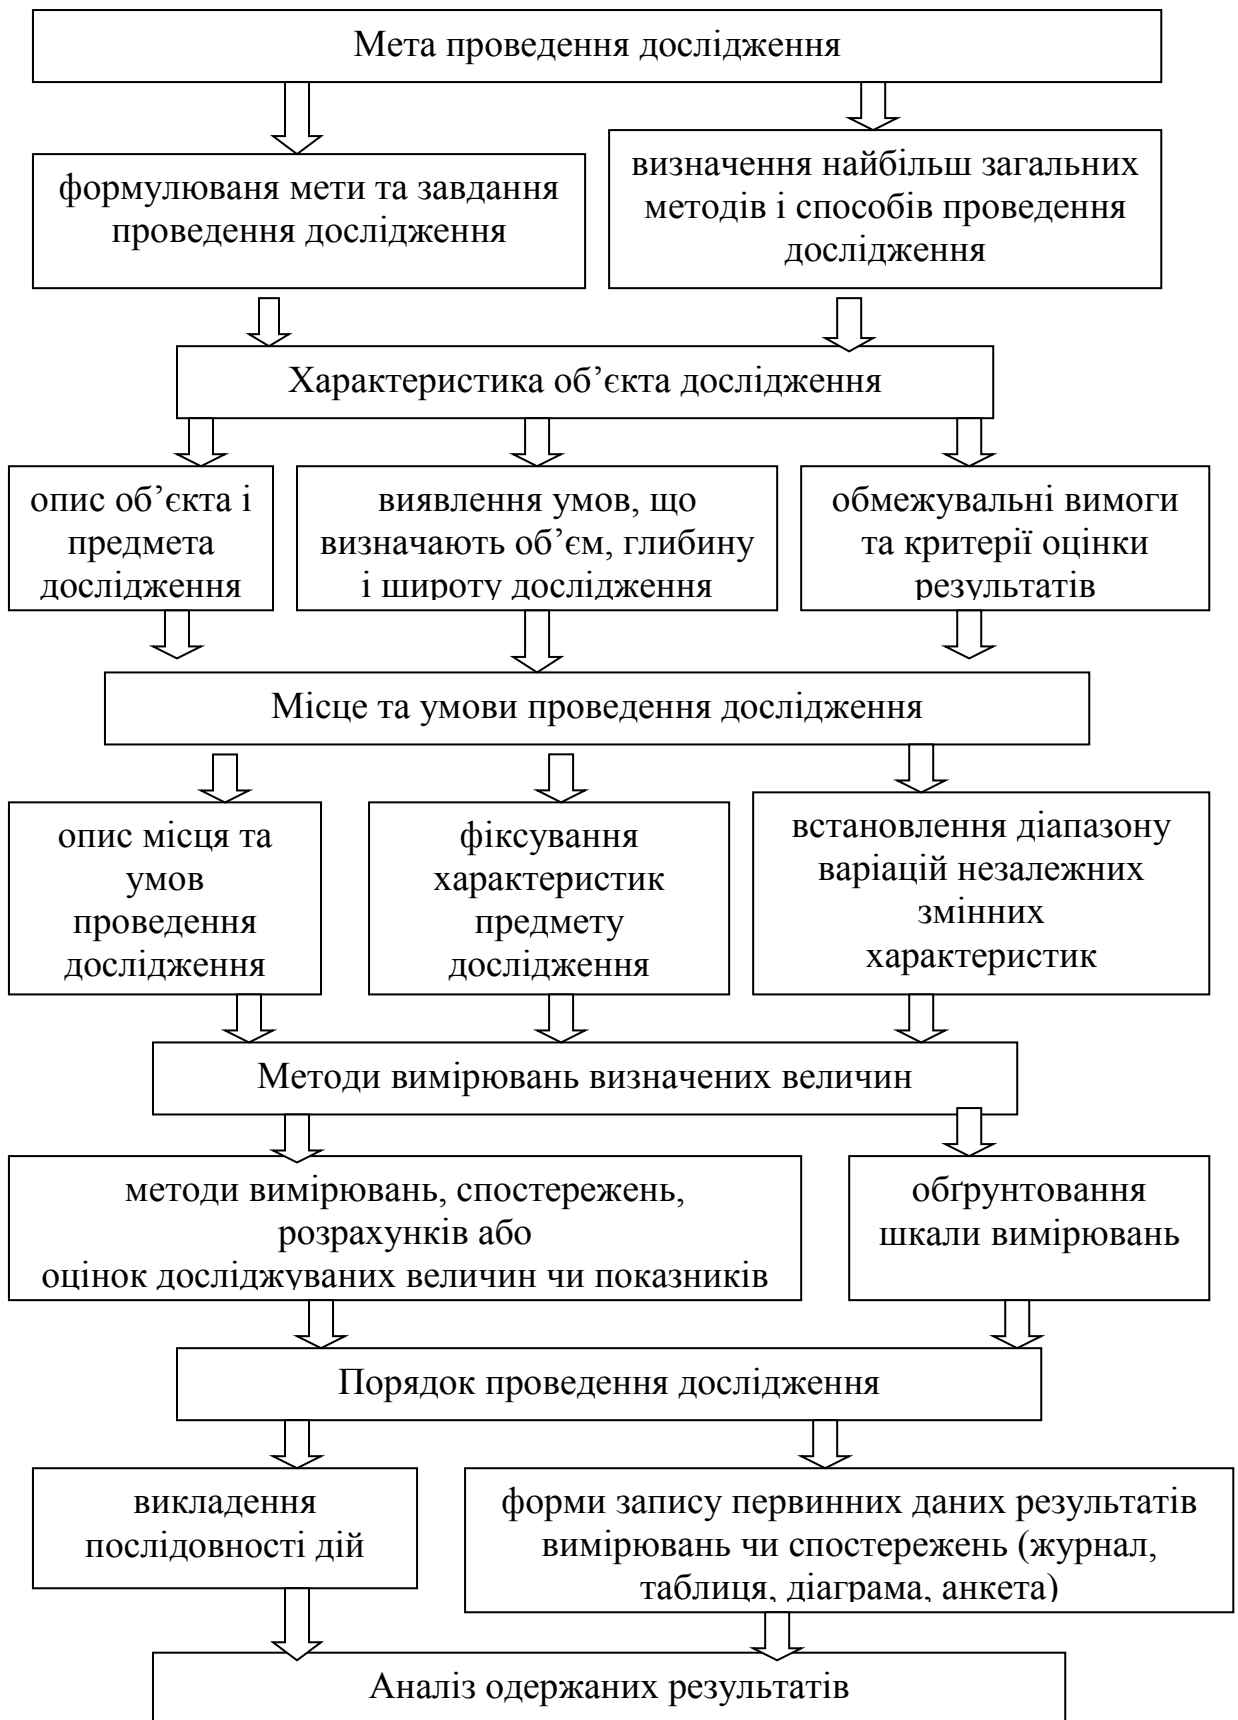 Мета проведення дослідження
формулюваня мети та завдання
проведення дослідження
визначення найбільш загальних
методів і способів проведення
дослідження
Характеристика об’єкта дослідження
опис об’єкта і
предмета
дослідження
виявлення умов, що
визначають об’єм, глибину
і широту дослідження
обмежувальні вимоги
та критерії оцінки
результатів
Місце та умови проведення дослідження
опис місця та
умов
проведення
дослідження
фіксування
характеристик
предмету
дослідження
встановлення діапазону
варіацій незалежних
змінних
характеристик
Методи вимірювань визначених величин
методи вимірювань, спостережень,
розрахунків або
оцінок досліджуваних величин чи показників
обґрунтовання
шкали вимірювань
Порядок проведення дослідження
викладення
послідовності дій
форми запису первинних даних результатів
вимірювань чи спостережень (журнал,
таблиця, діаграма, анкета)
Аналіз одержаних результатів